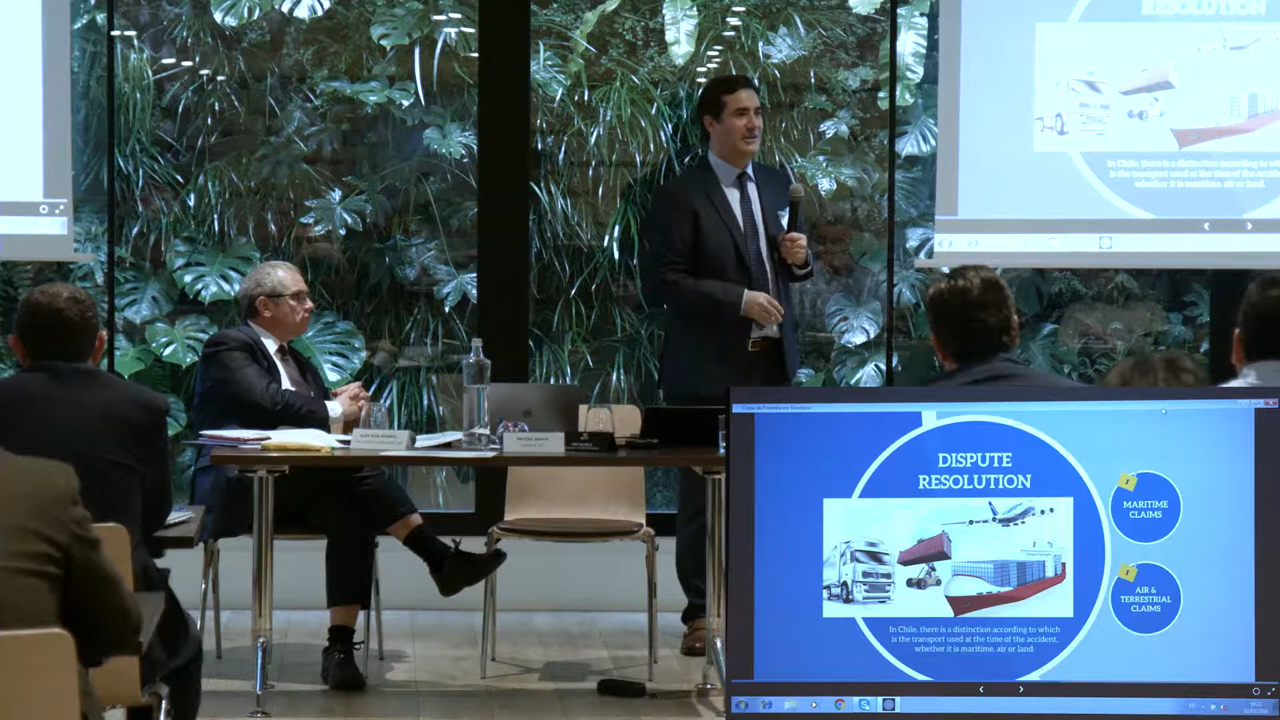 RESOLUTION
In Chile, there is a distinction according to
is the transport used at the time of the
whether it is maritime, air or land.
DISPUTE
RESOLUTION
In Chile, there is a distinction according to which
is the transport used at the time of the accident,
whether it is maritime, air or land.
MARITIME
CLAIMS
AIR &
TERRESTRIAL
CLAIMS